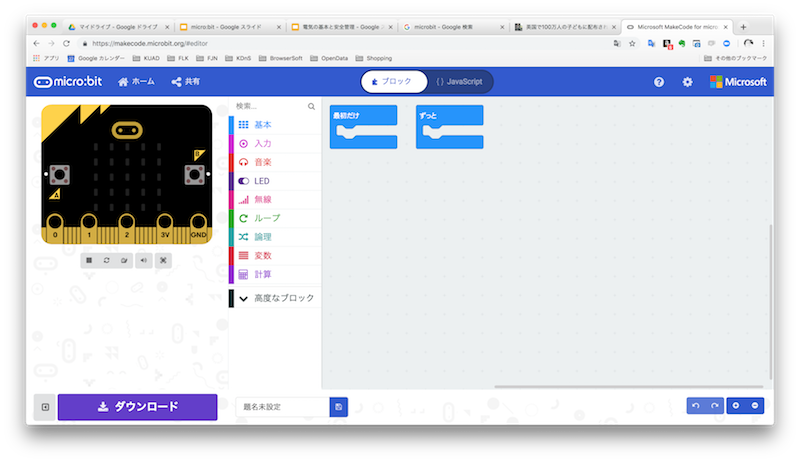 マイドライブ - Google ドライブ
micro:bit - Google スライド
電気の基本と安全管理 - Google
microbit - Google 検索
英国で100万人の子どもに配布され
Microsoft MakeCode for micro
https://makecode.microbit.org/#editor
アプリ
Google カレンダー
KUAD
FLK
FJN
KDnS
BrowserSoft
OpenData
Shopping
その他のブックマーク
micro:bit
ホーム
共有
ブロック
{ } JavaScript
Microsoft
検索...
基本
入力
音楽
LED
無線
ループ
論理
変数
計算
高度なブロック
最初だけ
ずっと
A
B
0 1 2 3V GND
ダウンロード
題名未設定